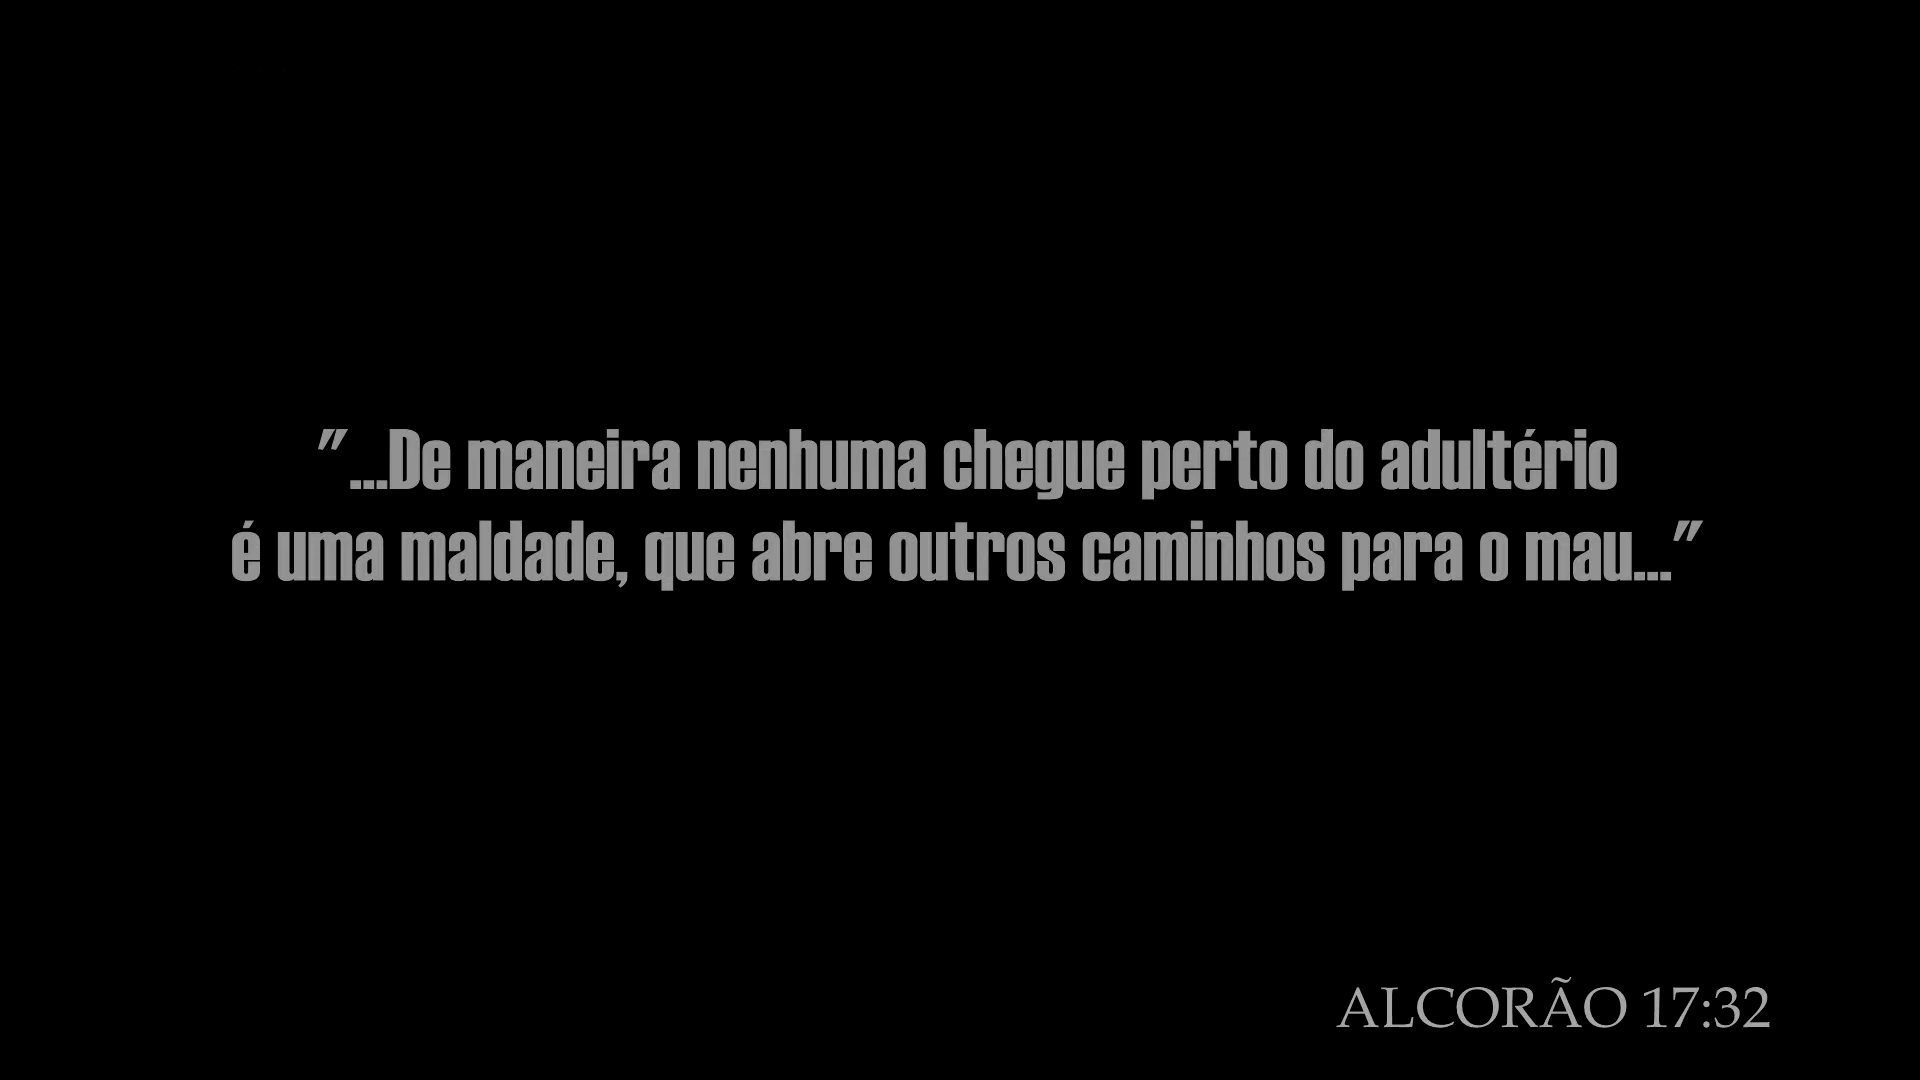 "...De maneira nenhuma chegue perto do adultério
é uma maldade, que abre outros caminhos para o mau..."
ALCORÃO 17:32